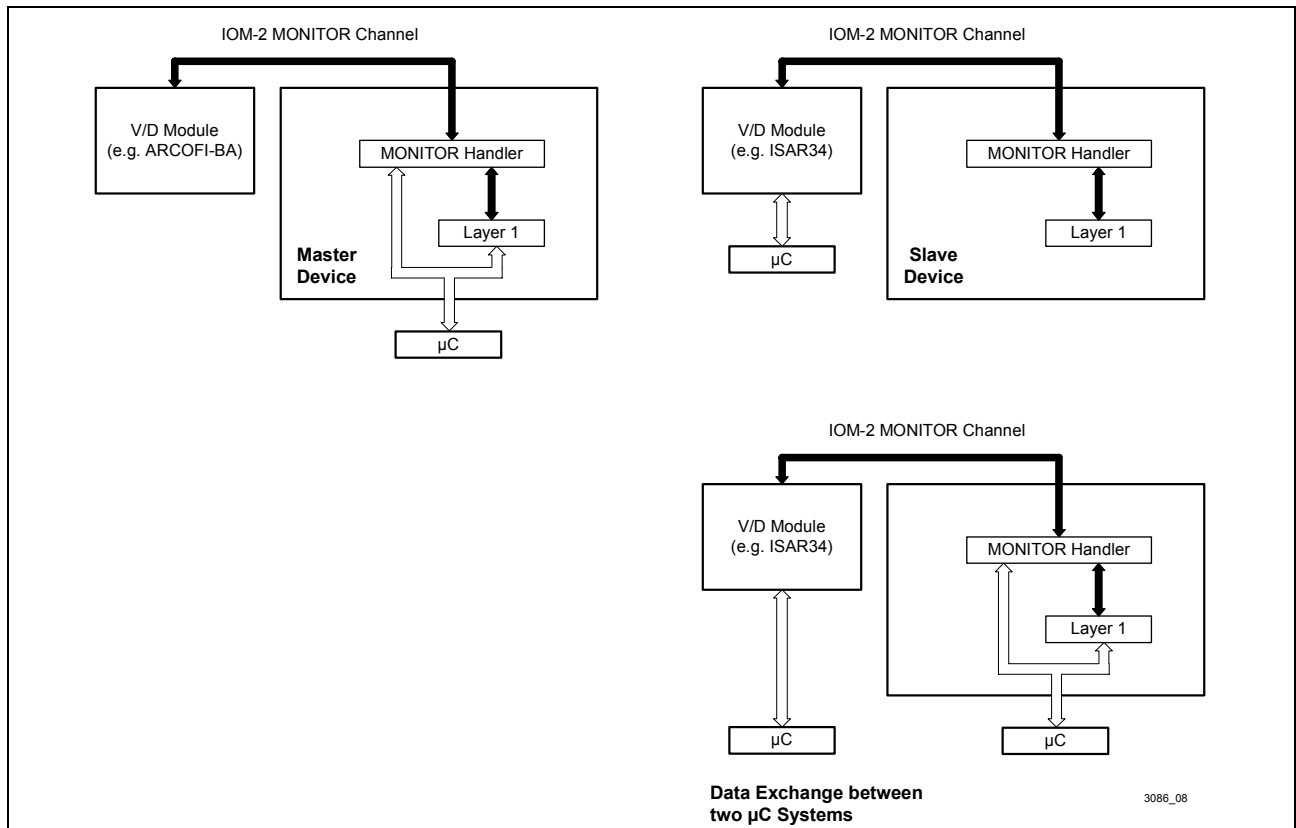 IOM-2 MONITOR Channel
V/D Module
(e.g. ARCOFI-BA)
MONITOR Handler
Layer 1
Master
Device
µC
IOM-2 MONITOR Channel
V/D Module
(e.g. ISAR34)
µC
MONITOR Handler
Layer 1
Slave
Device
IOM-2 MONITOR Channel
V/D Module
(e.g. ISAR34)
MONITOR Handler
Layer 1
µC
µC
Data Exchange between
two µC Systems
3086_08